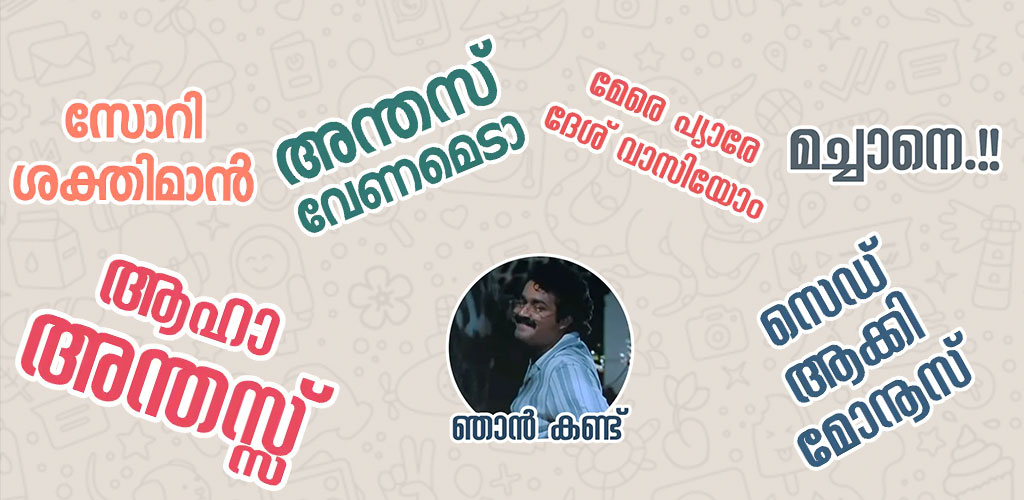 സോറി
ശക്തിമാൻ
അന്തസ്
വേണമെടാ
മേരെ പ്യാരേ
ദേശ് വാസിയോം
മച്ചാനെ.!!
ആഹാ
അന്തസ്സ്
ഞാൻ കണ്ട്
സെഡ്
ആക്കി
മോനൂസ്